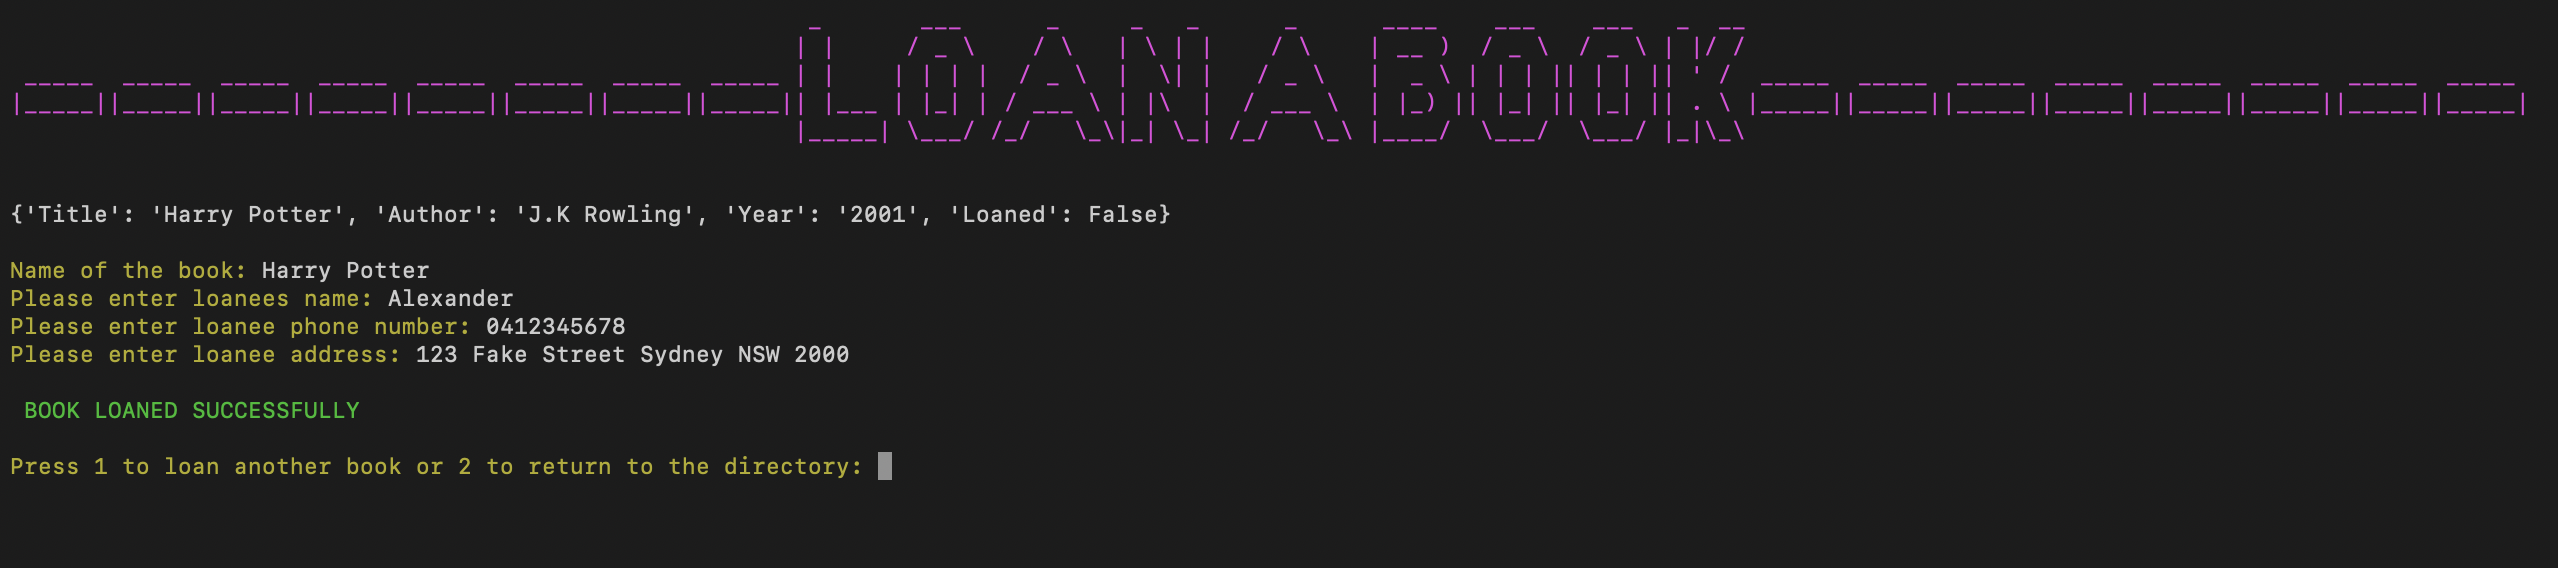 LOAN A BOOK
{'Title': 'Harry Potter', 'Author': 'J.K Rowling', 'Year': '2001', 'Loaned': False}
Name of the book: Harry Potter
Please enter loanees name: Alexander
Please enter loanee phone number: 0412345678
Please enter loanee address: 123 Fake Street Sydney NSW 2000
BOOK LOANED SUCCESSFULLY
Press 1 to loan another book or 2 to return to the directory: